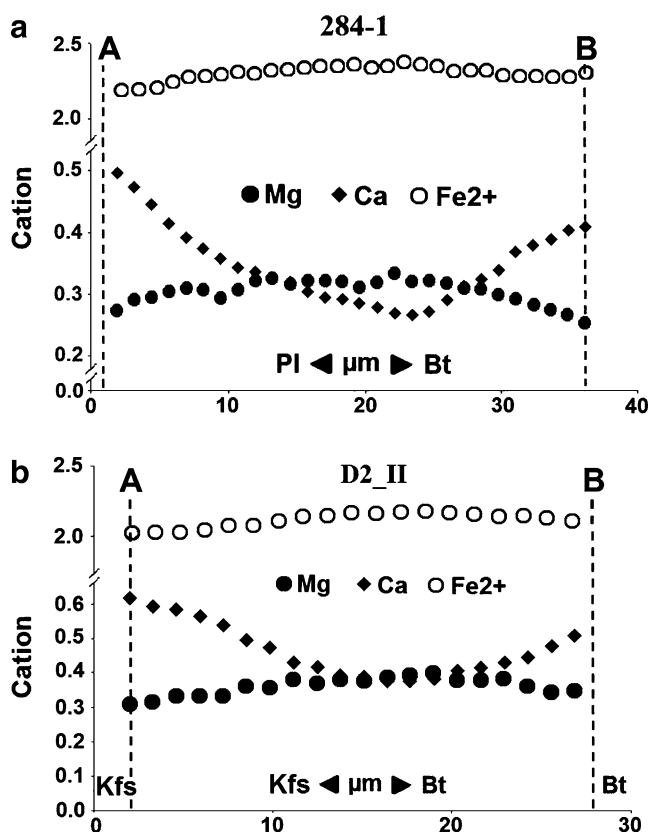 a
284-1
A
B
2.5
2.0
0.5
0.4
0.3
0.2
0.0
Cation
Mg Ca Fe2+
Pl µm Bt
0 10 20 30 40
b
D2_II
A
B
2.5
2.0
0.6
0.5
0.4
0.3
0.2
0.1
0.0
Cation
Mg Ca Fe2+
Kfs Kfs µm Bt Bt
0 10 20 30